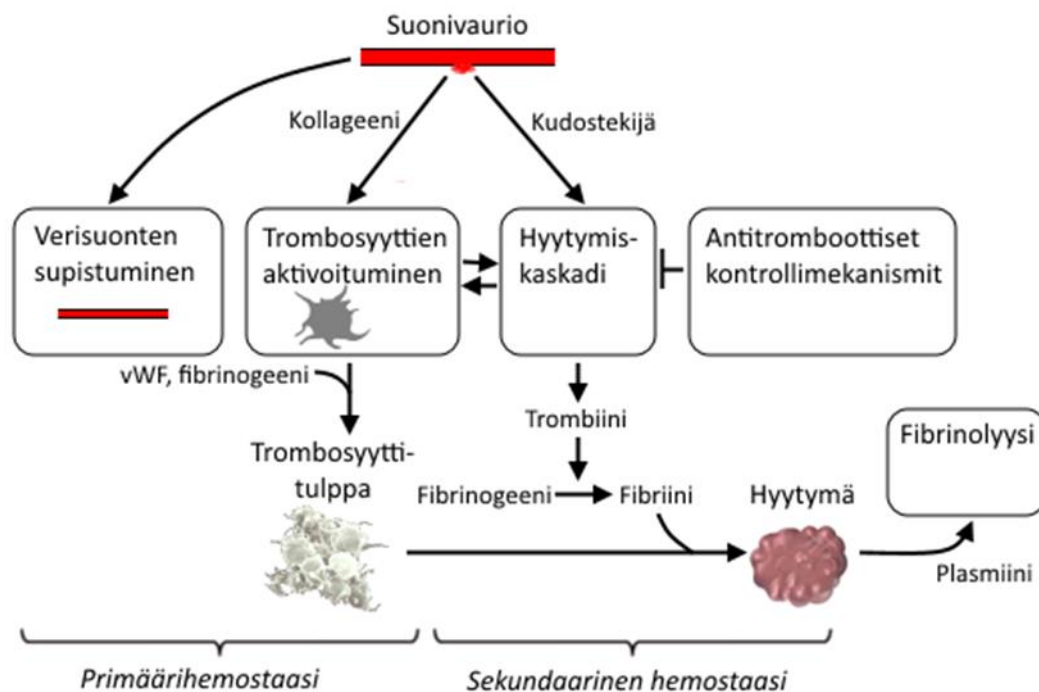 Suonivaurio
Kollageeni
Kudostekijä
Verisuonten
supistuminen
Trombosyyttien
aktivoituminen
Hyytymis-
kaskadi
Antitromboottiset
kontrollimekanismit
vWF, fibrinogeeni
Trombosyytti-
tulppa
Trombiini
Fibrinogeeni
Fibriini
Hyytymä
Fibrinolyysi
Plasmiini
Primäärihemostaasi
Sekundaarinen hemostaasi